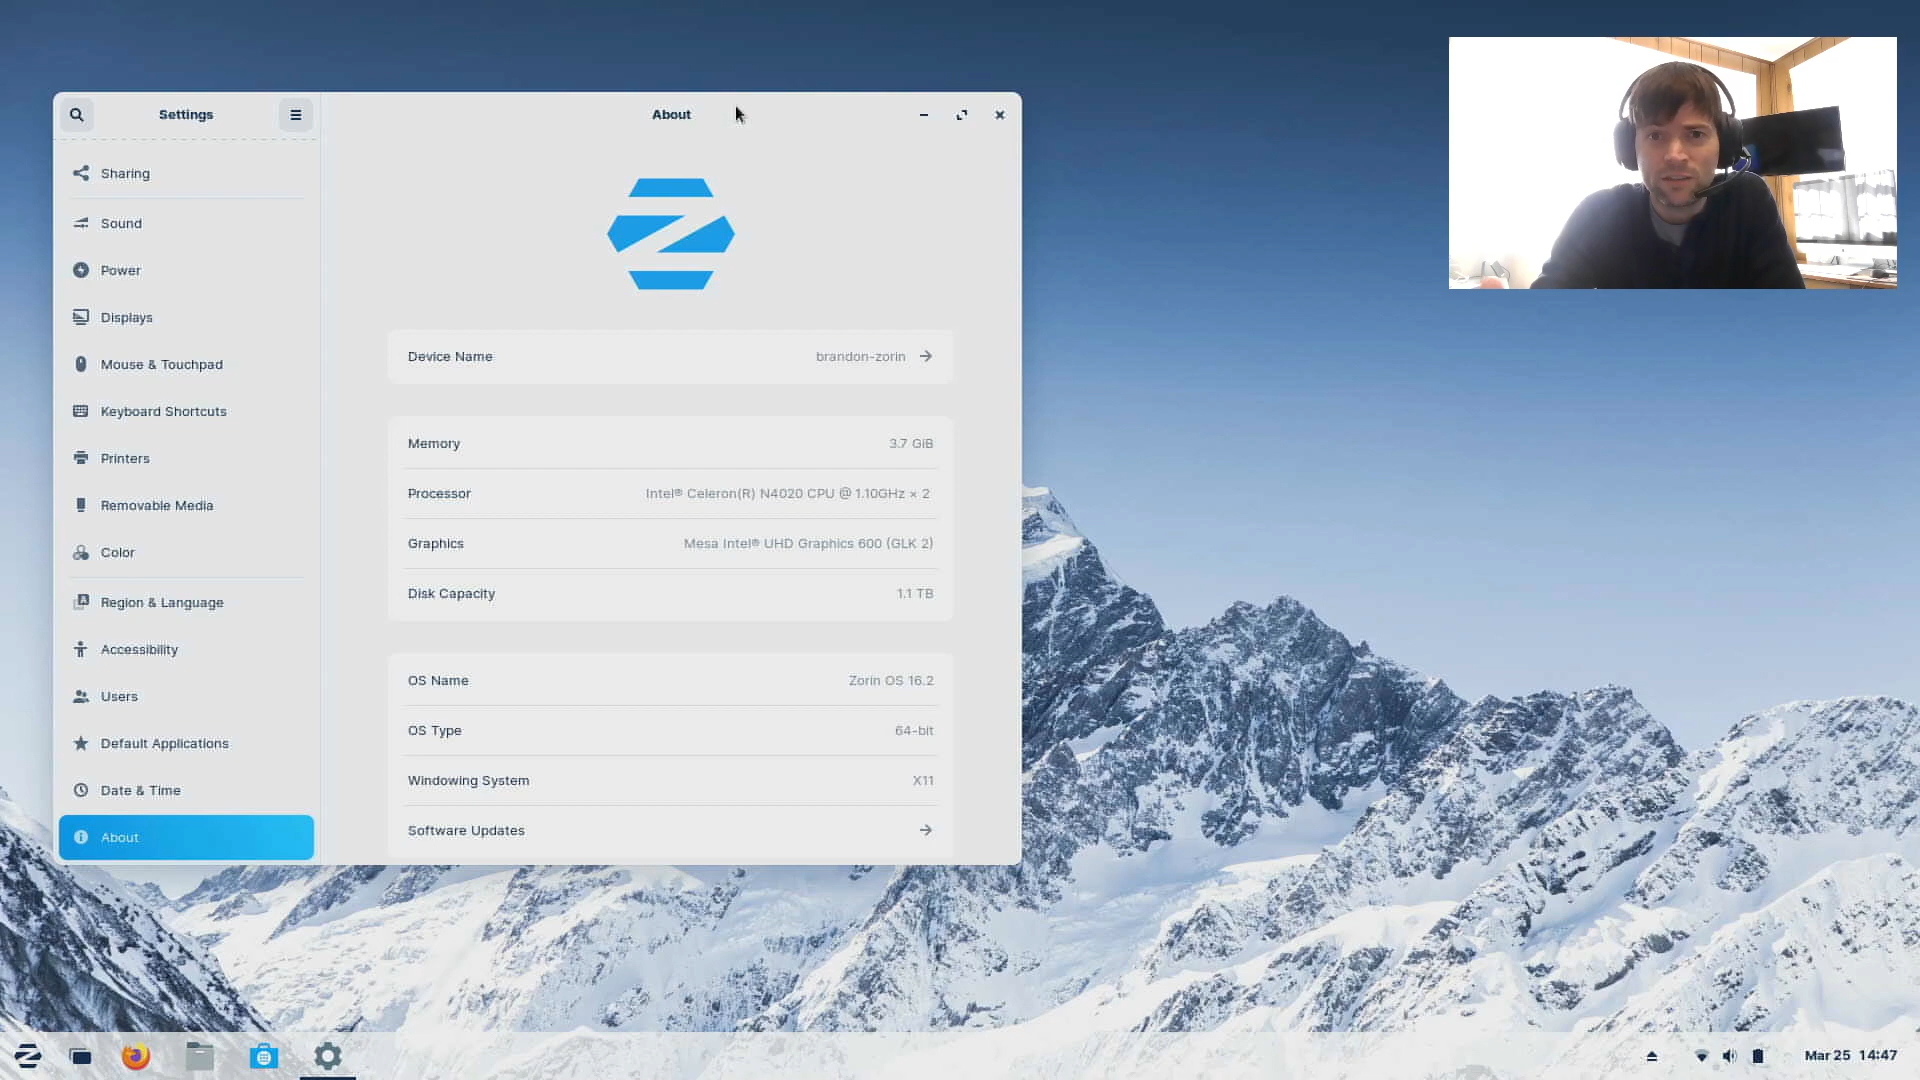 Settings
About
Sharing
Sound
Power
Displays
Mouse & Touchpad
Keyboard Shortcuts
Printers
Removable Media
Color
Region & Language
Accessibility
Users
Default Applications
Date & Time
About
Device Name brandon-zorin
Memory 3.7 GiB
Processor Intel® Celeron(R) N4020 CPU @ 1.10GHz × 2
Graphics Mesa Intel® UHD Graphics 600 (GLK 2)
Disk Capacity 1.1 TB
OS Name Zorin OS 16.2
OS Type 64-bit
Windowing System X11
Software Updates
Mar 25 14:47